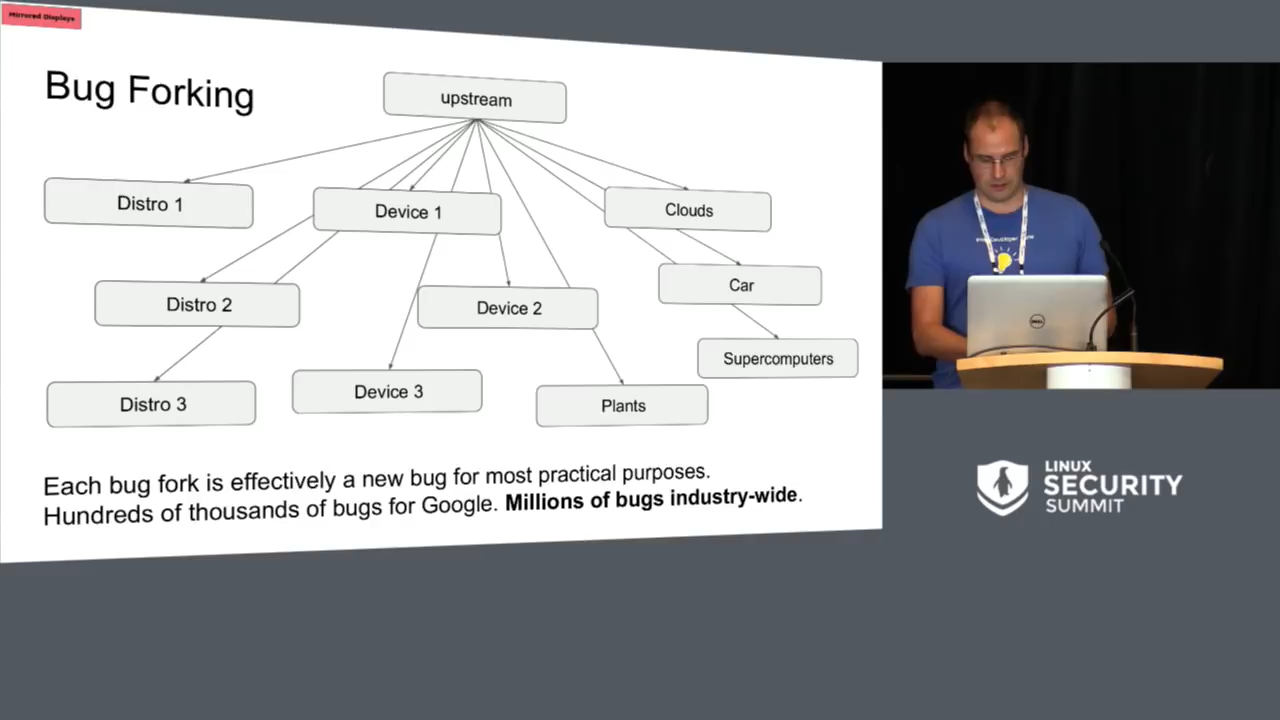 Mirrored Displays
Bug Forking
upstream
Distro 1
Device 1
Clouds
Distro 2
Device 2
Car
Distro 3
Device 3
Plants
Supercomputers
Each bug fork is effectively a new bug for most practical purposes.
Hundreds of thousands of bugs for Google. Millions of bugs industry-wide.
DELL
LINUX
SECURITY
SUMMIT